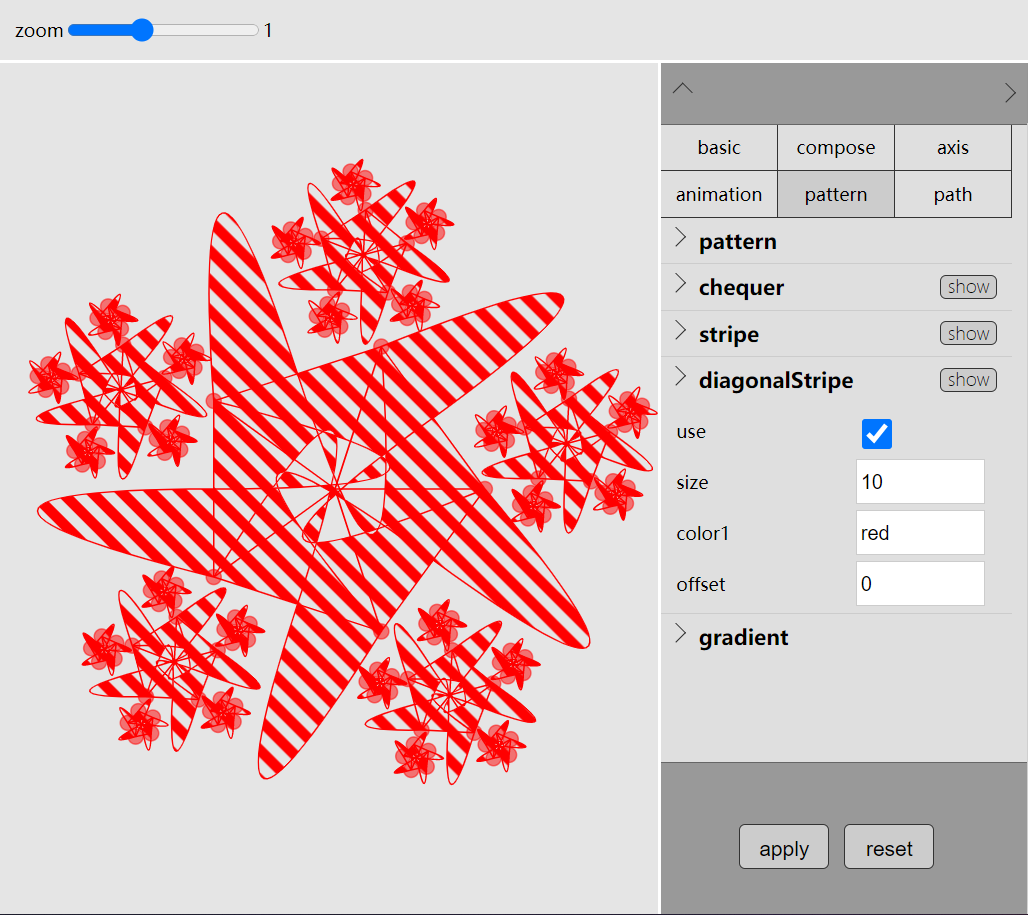 zoom 1
basic compose axis
animation pattern path
pattern
chequer show
stripe show
diagonalStripe show
use
size 10
color1 red
offset 0
gradient
apply reset